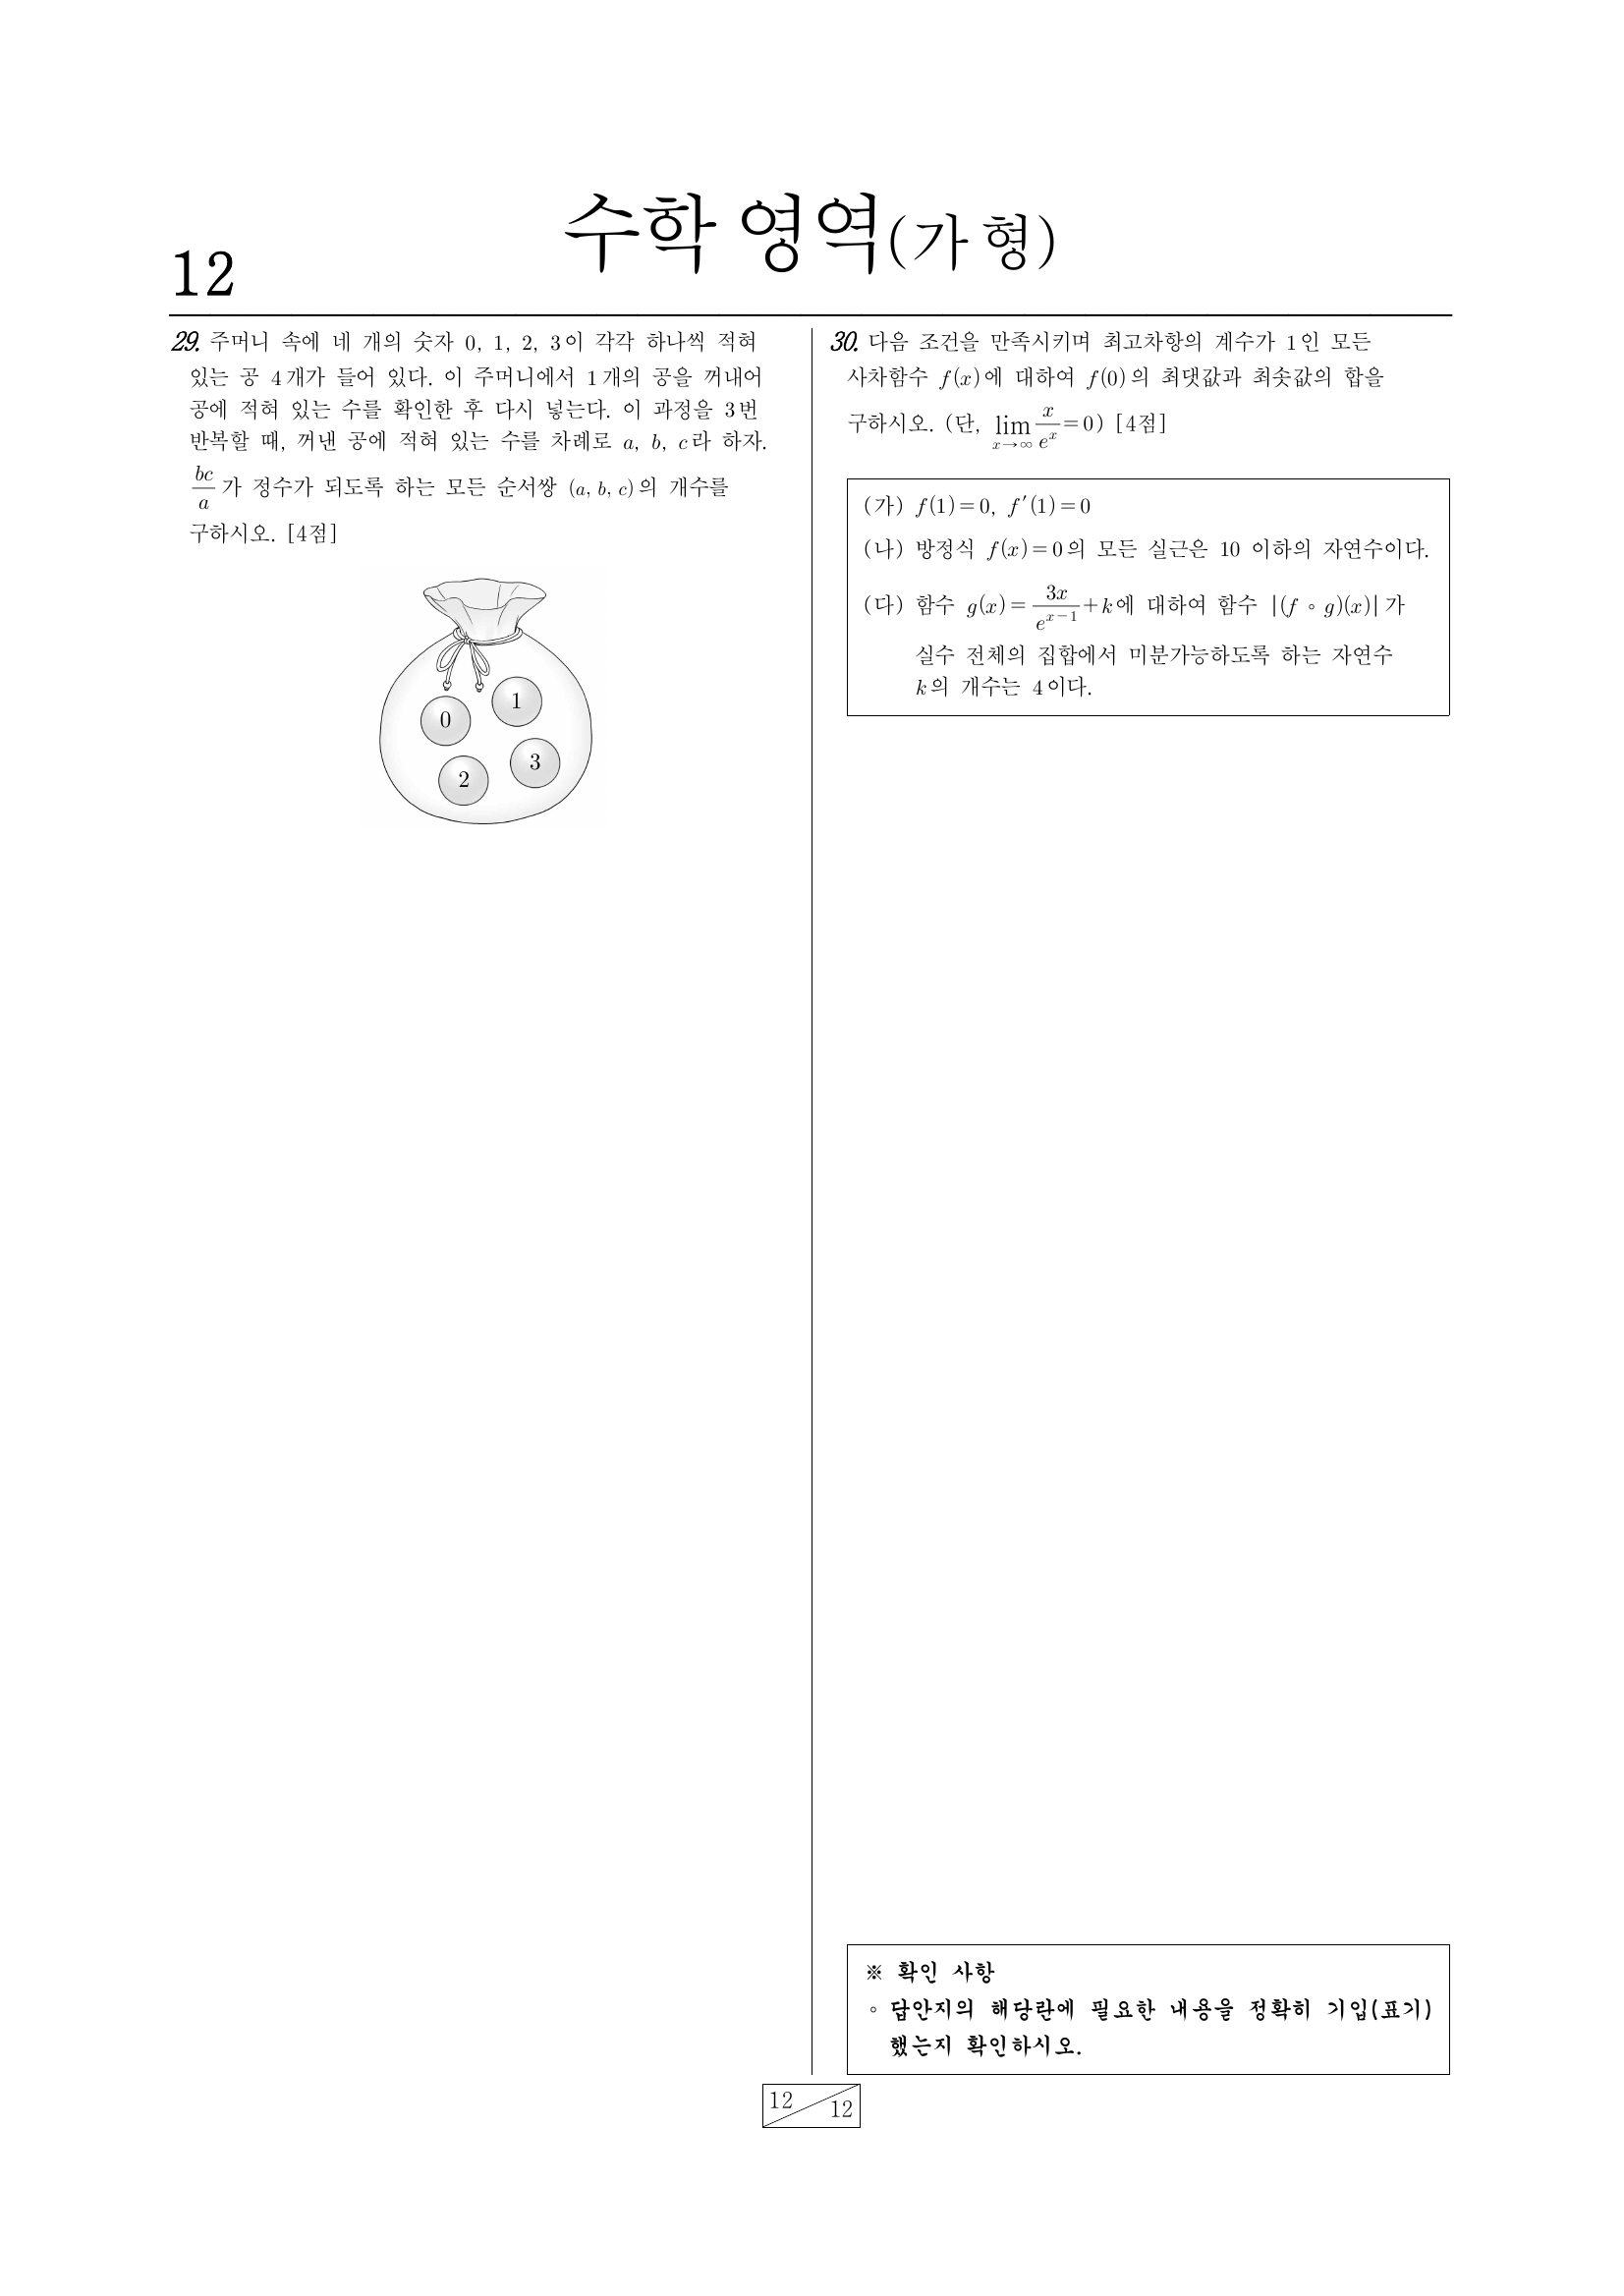 수학 영역(가 형)
12
29. 주머니 속에 네 개의 숫자 0, 1, 2, 3이 각각 하나씩 적혀
있는 공 4개가 들어 있다. 이 주머니에서 1개의 공을 꺼내어
공에 적혀 있는 수를 확인한 후 다시 넣는다. 이 과정을 3번
반복할 때, 꺼낸 공에 적혀 있는 수를 차례로 a, b, c라 하자.
$\frac{bc}{a}$가 정수가 되도록 하는 모든 순서쌍 (a, b, c)의 개수를
구하시오. [4점]
0
1
2
3
30. 다음 조건을 만족시키며 최고차항의 계수가 1인 모든
사차함수 f(x)에 대하여 f(0)의 최댓값과 최솟값의 합을
구하시오. (단, $\lim_{x \to \infty} \frac{x}{e^x} = 0$) [4점]
(가) f(1)=0, f′(1)=0
(나) 방정식 f(x)=0의 모든 실근은 10 이하의 자연수이다.
(다) 함수 $g(x)=\frac{3x}{e^{x-1}}+k$에 대하여 함수 |(f∘g)(x)|가
실수 전체의 집합에서 미분가능하도록 하는 자연수
k의 개수는 4이다.
※ 확인 사항
◦ 답안지의 해당란에 필요한 내용을 정확히 기입(표기)
했는지 확인하시오.
12
12